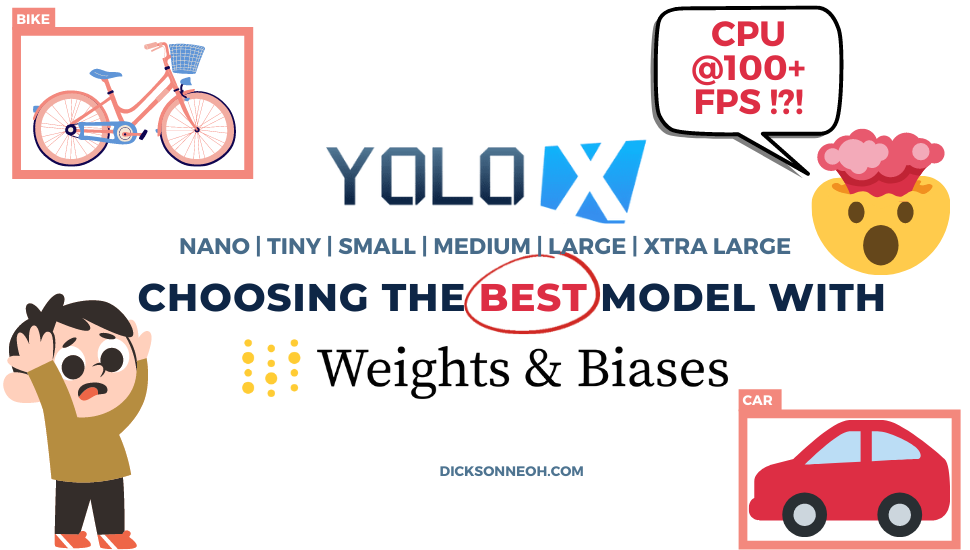 BIKE
CPU
@100+
FPS !?!
YOLO X
NANO | TINY | SMALL | MEDIUM | LARGE | XTRA LARGE
CHOOSING THE BEST MODEL WITH
Weights & Biases
CAR
DICKSONNEOH.COM